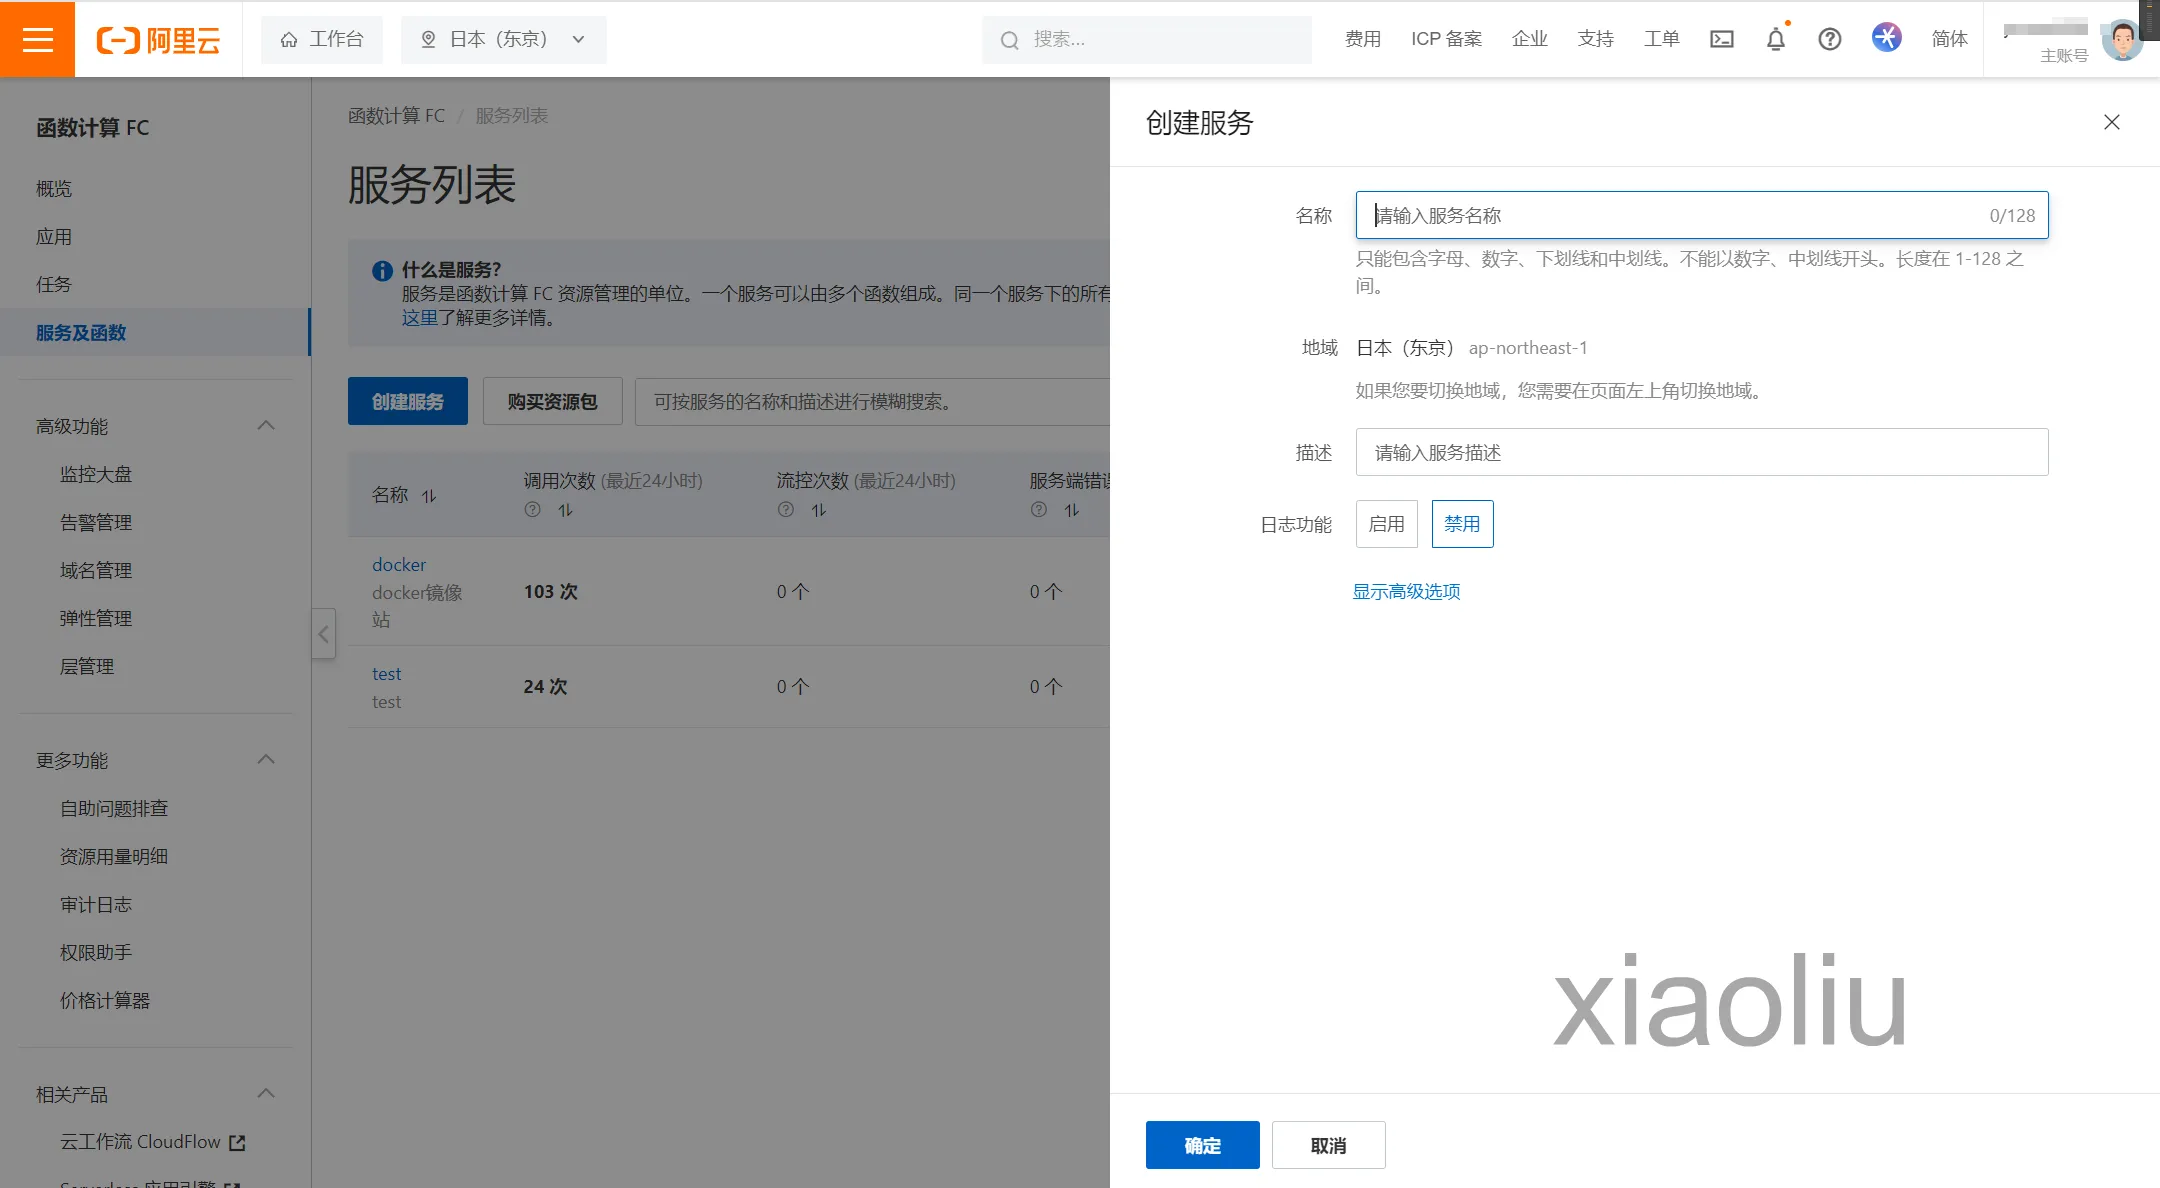 阿里云
工作台
日本（东京）
搜索...
费用
ICP 备案
企业
支持
工单
简体
主账号
函数计算 FC
概览
应用
任务
服务及函数
高级功能
监控大盘
告警管理
域名管理
弹性管理
层管理
更多功能
自助问题排查
资源用量明细
审计日志
权限助手
价格计算器
相关产品
云工作流 CloudFlow
Serverless 应用引擎
函数计算 FC / 服务列表
服务列表
什么是服务？
服务是函数计算 FC 资源管理的单位。一个服务可以由多个函数组成。同一个服务下的所有
这里了解更多详情。
创建服务
购买资源包
可按服务的名称和描述进行模糊搜索。
名称
调用次数 (最近24小时)
流控次数 (最近24小时)
服务端错误
docker
docker镜像
站
103 次
0 个
0 个
test
test
24 次
0 个
0 个
创建服务
名称
请输入服务名称
0/128
只能包含字母、数字、下划线和中划线。不能以数字、中划线开头。长度在 1-128 之
间。
地域
日本（东京） ap-northeast-1
如果您要切换地域，您需要在页面左上角切换地域。
描述
请输入服务描述
日志功能
启用
禁用
显示高级选项
xiaoliu
确定
取消